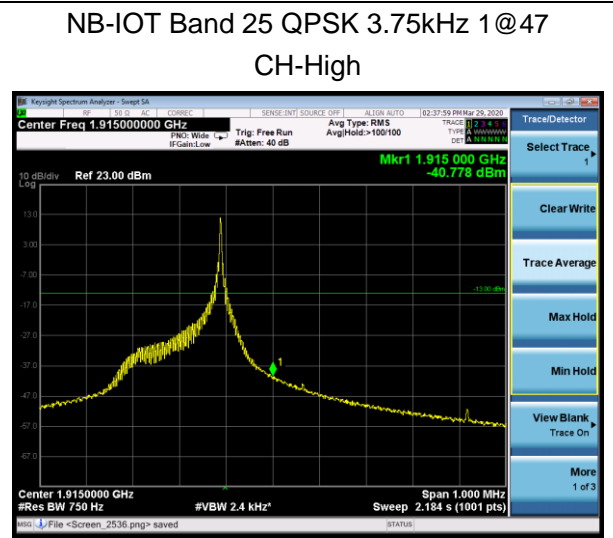 NB-IOT Band 25 QPSK 3.75kHz 1@47
CH-High
Keysight Spectrum Analyzer - Swept SA
RF 50 Ω AC CORREC SENSE:INT SOURCE OFF ALIGN AUTO 02:37:59 PM Mar 29, 2020
Center Freq 1.915000000 GHz
PNO: Wide
IFGain:Low
Trig: Free Run
#Atten: 40 dB
Avg Type: RMS
Avg|Hold:>100/100
TRACE 1 2 3 4 5 6
TYPE A WWWWW
DET A N N N N N
Mkr1 1.915 000 GHz
-40.778 dBm
10 dB/div Ref 23.00 dBm
Log
13.0
3.00
-7.00
-13.00 dBm
-17.0
-27.0
-37.0
1
-47.0
-57.0
-67.0
Center 1.9150000 GHz Span 1.000 MHz
#Res BW 750 Hz #VBW 2.4 kHz* Sweep 2.184 s (1001 pts)
MSG File <Screen_2536.png> saved STATUS
Trace/Detector
Select Trace
1
Clear Write
Trace Average
Max Hold
Min Hold
View Blank
Trace On
More
1 of 3